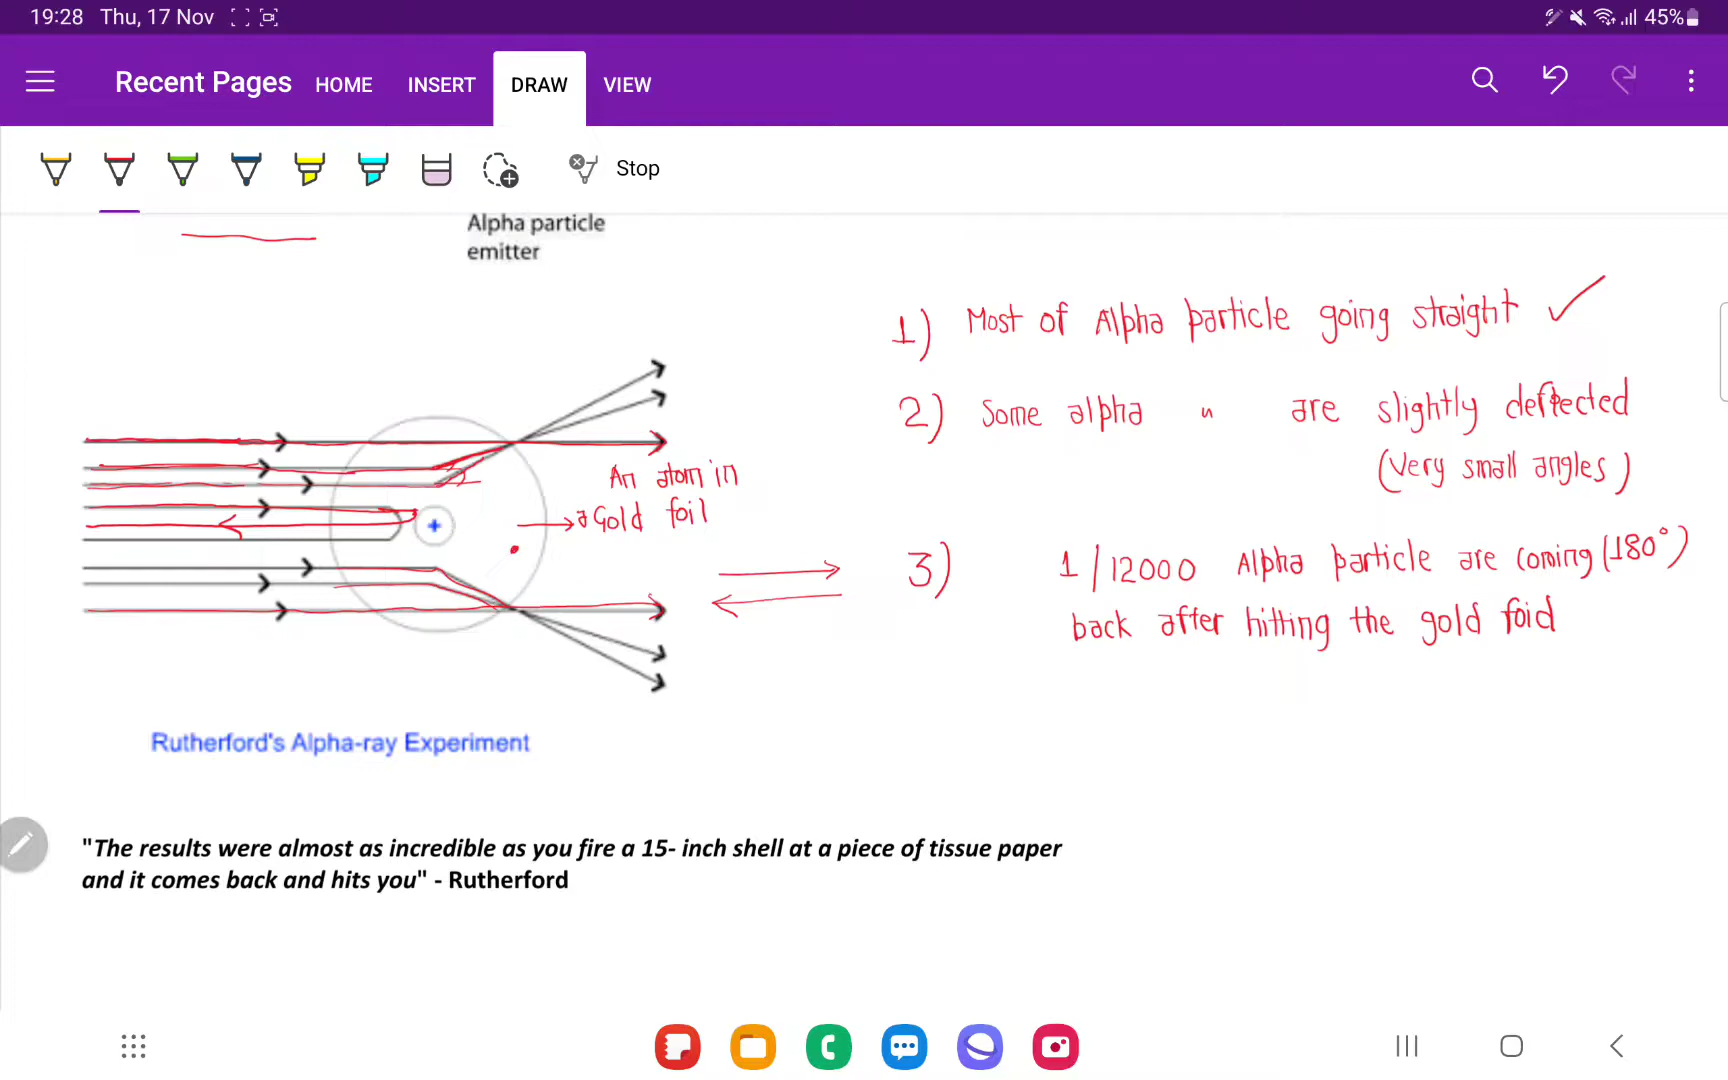 19:28 Thu, 17 Nov 45%
Recent Pages HOME INSERT DRAW VIEW
Stop
Alpha particle
emitter
1) Most of Alpha particle going straight ✓
2) Some alpha " are slightly deflected
(very small angles)
An atom in
a Gold foil
+
3) 1/12000 Alpha particle are coming (180°)
back after hitting the gold foid
Rutherford's Alpha-ray Experiment
"The results were almost as incredible as you fire a 15- inch shell at a piece of tissue paper
and it comes back and hits you" - Rutherford